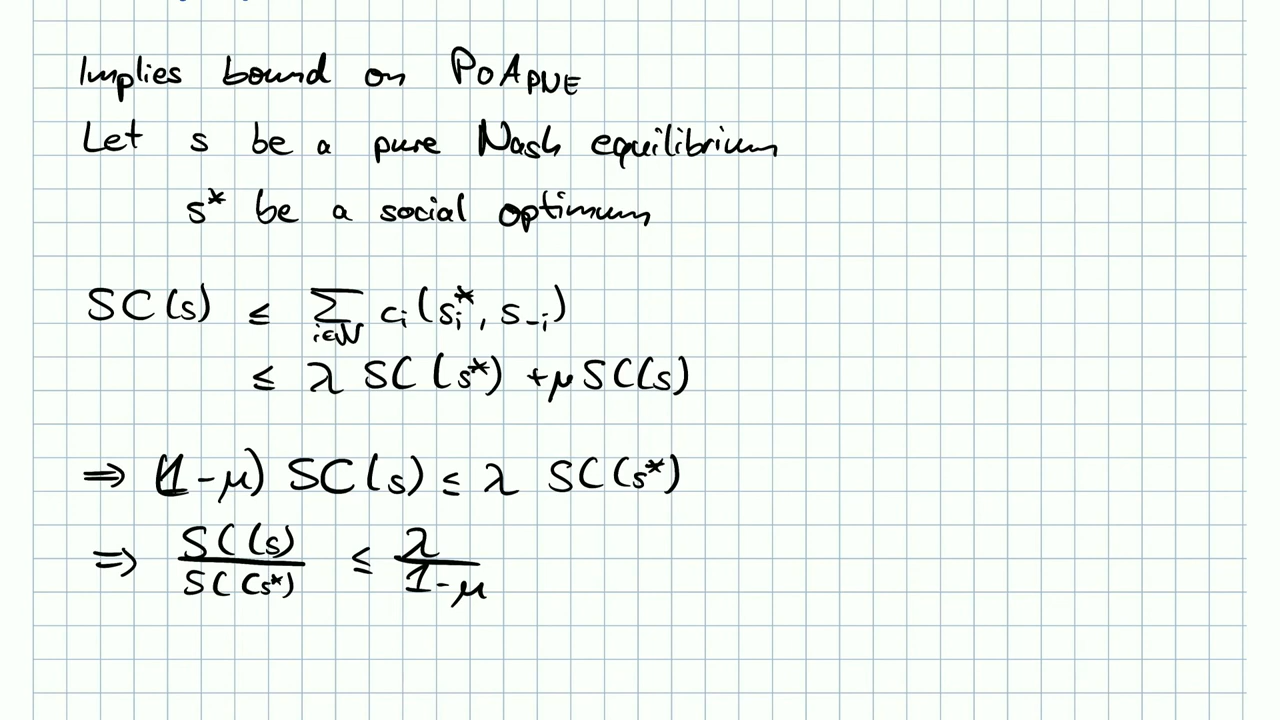 Implies bound on PoA_PNE
Let s be a pure Nash equilibrium
s* be a social optimum
SC(s) ≤ ∑_{i∈N} c_i(s_i^*, s_{-i})
≤ λ SC(s*) + μ SC(s)
⇒ (1-μ) SC(s) ≤ λ SC(s*)
⇒ SC(s)/SC(s*) ≤ λ/(1-μ)